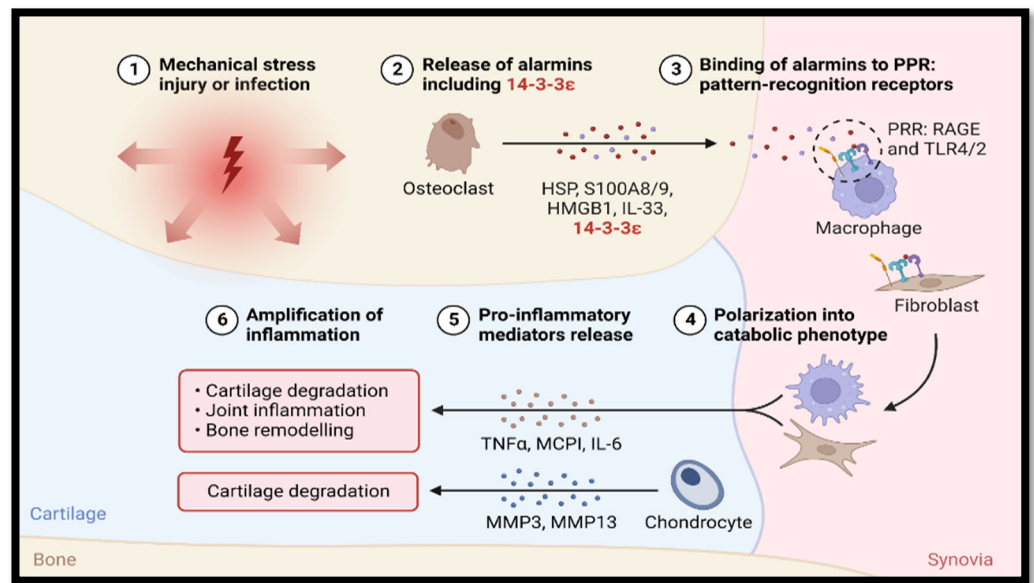 1 Mechanical stress
injury or infection
2 Release of alarmins
including 14-3-3ε
3 Binding of alarmins to PPR:
pattern-recognition receptors
Osteoclast
HSP, S100A8/9,
HMGB1, IL-33,
14-3-3ε
PRR: RAGE
and TLR4/2
Macrophage
Fibroblast
6 Amplification of
inflammation
5 Pro-inflammatory
mediators release
4 Polarization into
catabolic phenotype
• Cartilage degradation
• Joint inflammation
• Bone remodelling
TNFα, MCPI, IL-6
Cartilage degradation
MMP3, MMP13
Chondrocyte
Cartilage
Bone
Synovia